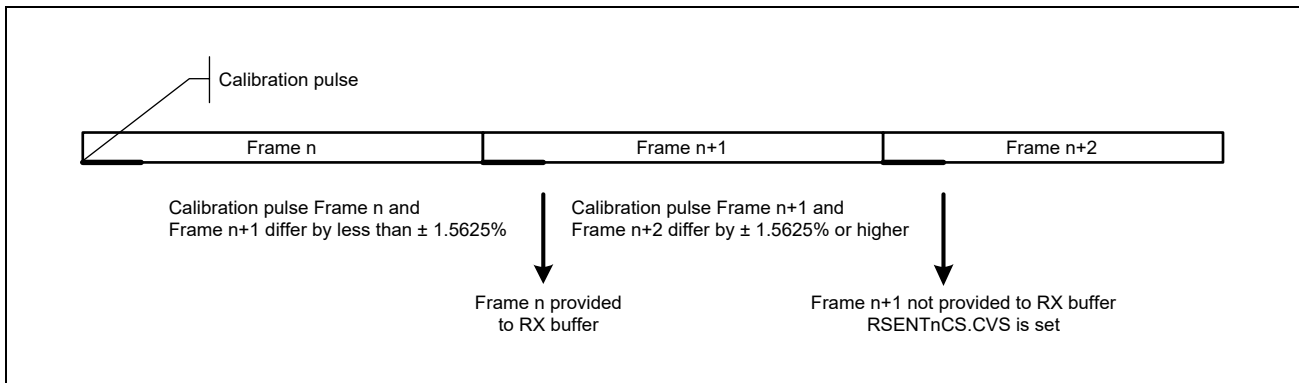 Calibration pulse
Frame n
Frame n+1
Frame n+2
Calibration pulse Frame n and
Frame n+1 differ by less than ± 1.5625%
Calibration pulse Frame n+1 and
Frame n+2 differ by ± 1.5625% or higher
Frame n provided
to RX buffer
Frame n+1 not provided to RX buffer
RSENTnCS.CVS is set